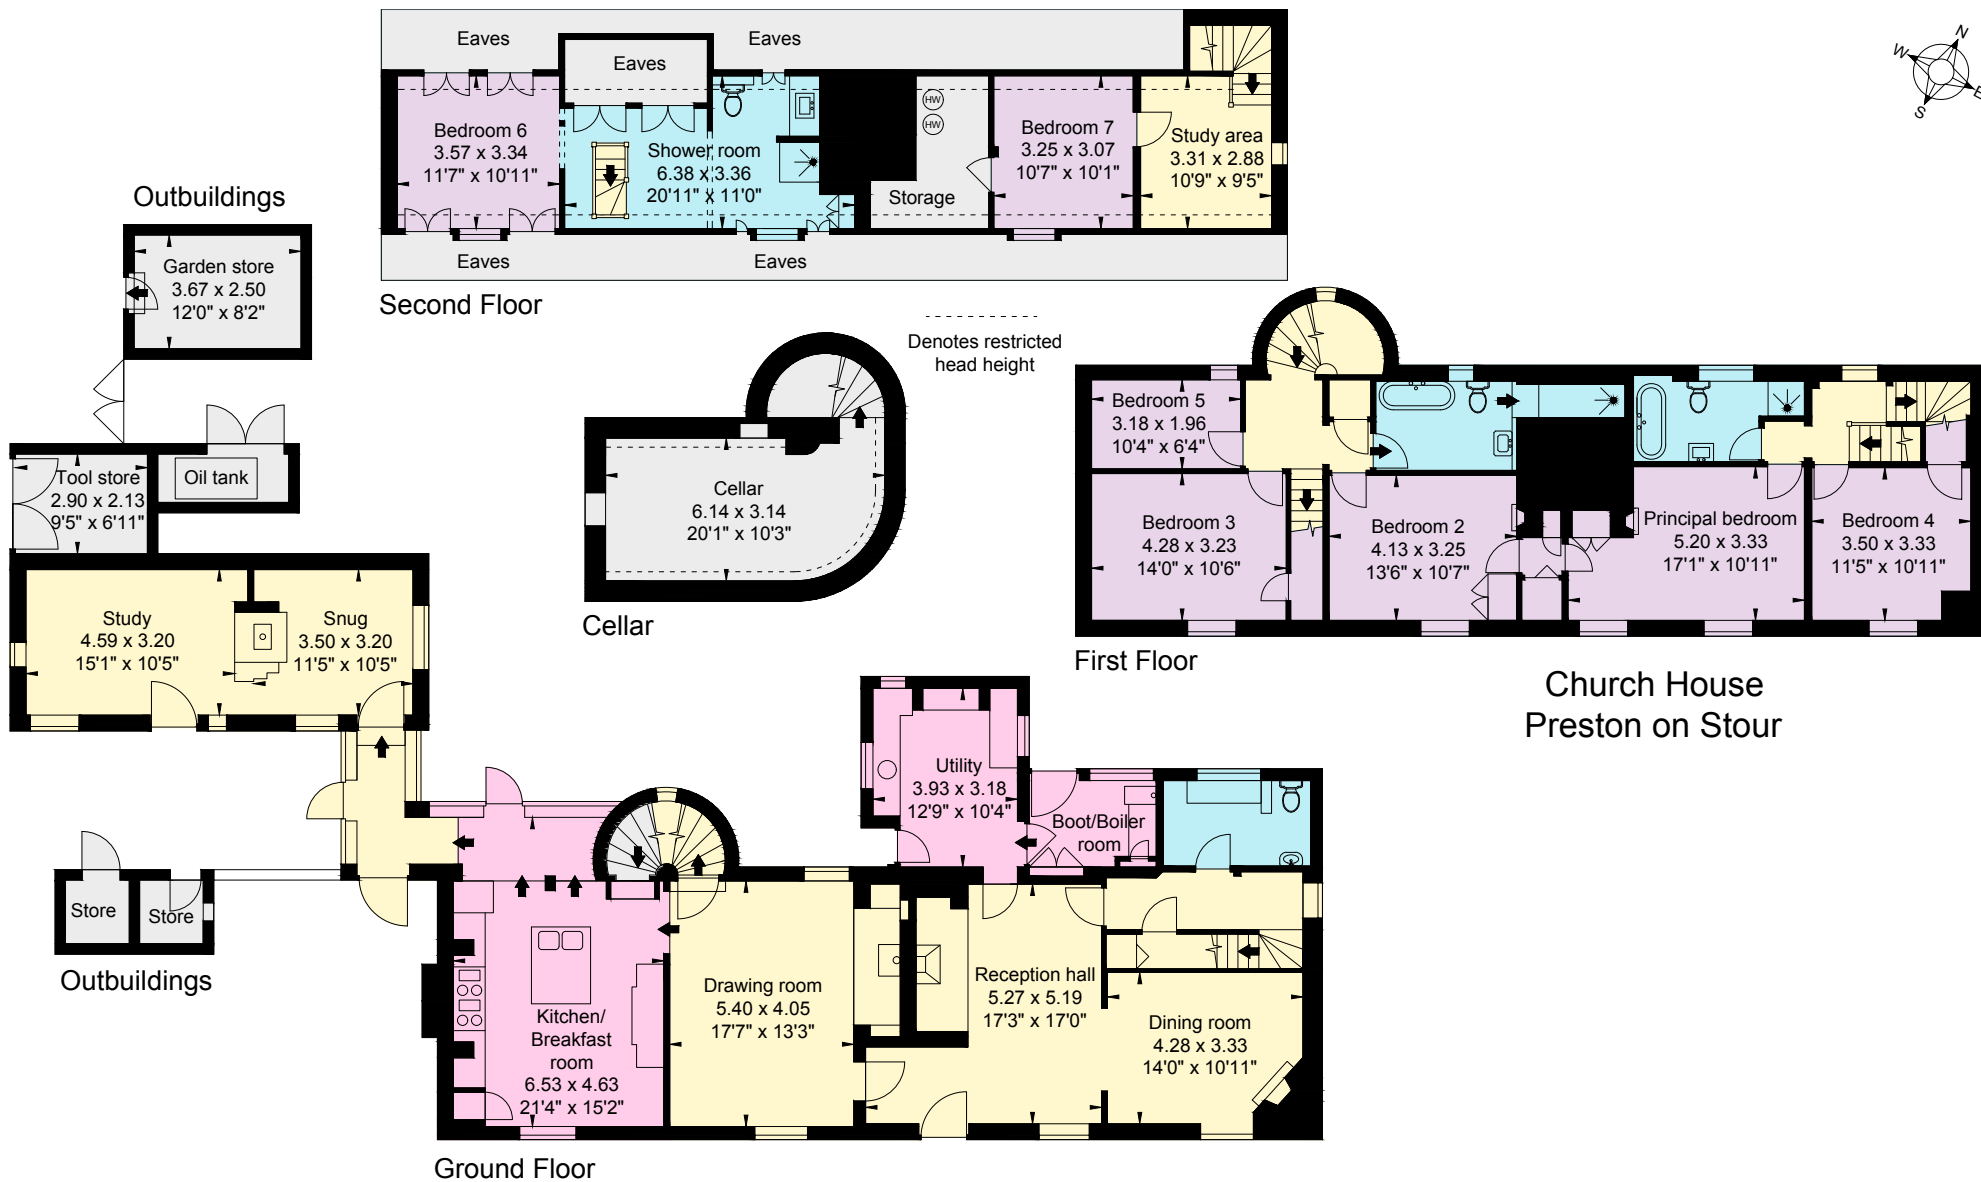 Eaves
Eaves
Eaves
Bedroom 6
3.57 x 3.34
11'7" x 10'11"
Shower room
6.38 x 3.36
20'11" x 11'0"
HW
HW
Storage
Bedroom 7
3.25 x 3.07
10'7" x 10'1"
Study area
3.31 x 2.88
10'9" x 9'5"
Eaves
Eaves
Second Floor
N
W
E
S
Outbuildings
Garden store
3.67 x 2.50
12'0" x 8'2"
Tool store
2.90 x 2.13
9'5" x 6'11"
Oil tank
Denotes restricted
head height
Cellar
6.14 x 3.14
20'1" x 10'3"
Cellar
Bedroom 5
3.18 x 1.96
10'4" x 6'4"
Bedroom 3
4.28 x 3.23
14'0" x 10'6"
Bedroom 2
4.13 x 3.25
13'6" x 10'7"
Principal bedroom
5.20 x 3.33
17'1" x 10'11"
Bedroom 4
3.50 x 3.33
11'5" x 10'11"
First Floor
Church House
Preston on Stour
Study
4.59 x 3.20
15'1" x 10'5"
Snug
3.50 x 3.20
11'5" x 10'5"
Store
Store
Outbuildings
Utility
3.93 x 3.18
12'9" x 10'4"
Boot/Boiler
room
Kitchen/
Breakfast
room
6.53 x 4.63
21'4" x 15'2"
Drawing room
5.40 x 4.05
17'7" x 13'3"
Reception hall
5.27 x 5.19
17'3" x 17'0"
Dining room
4.28 x 3.33
14'0" x 10'11"
Ground Floor